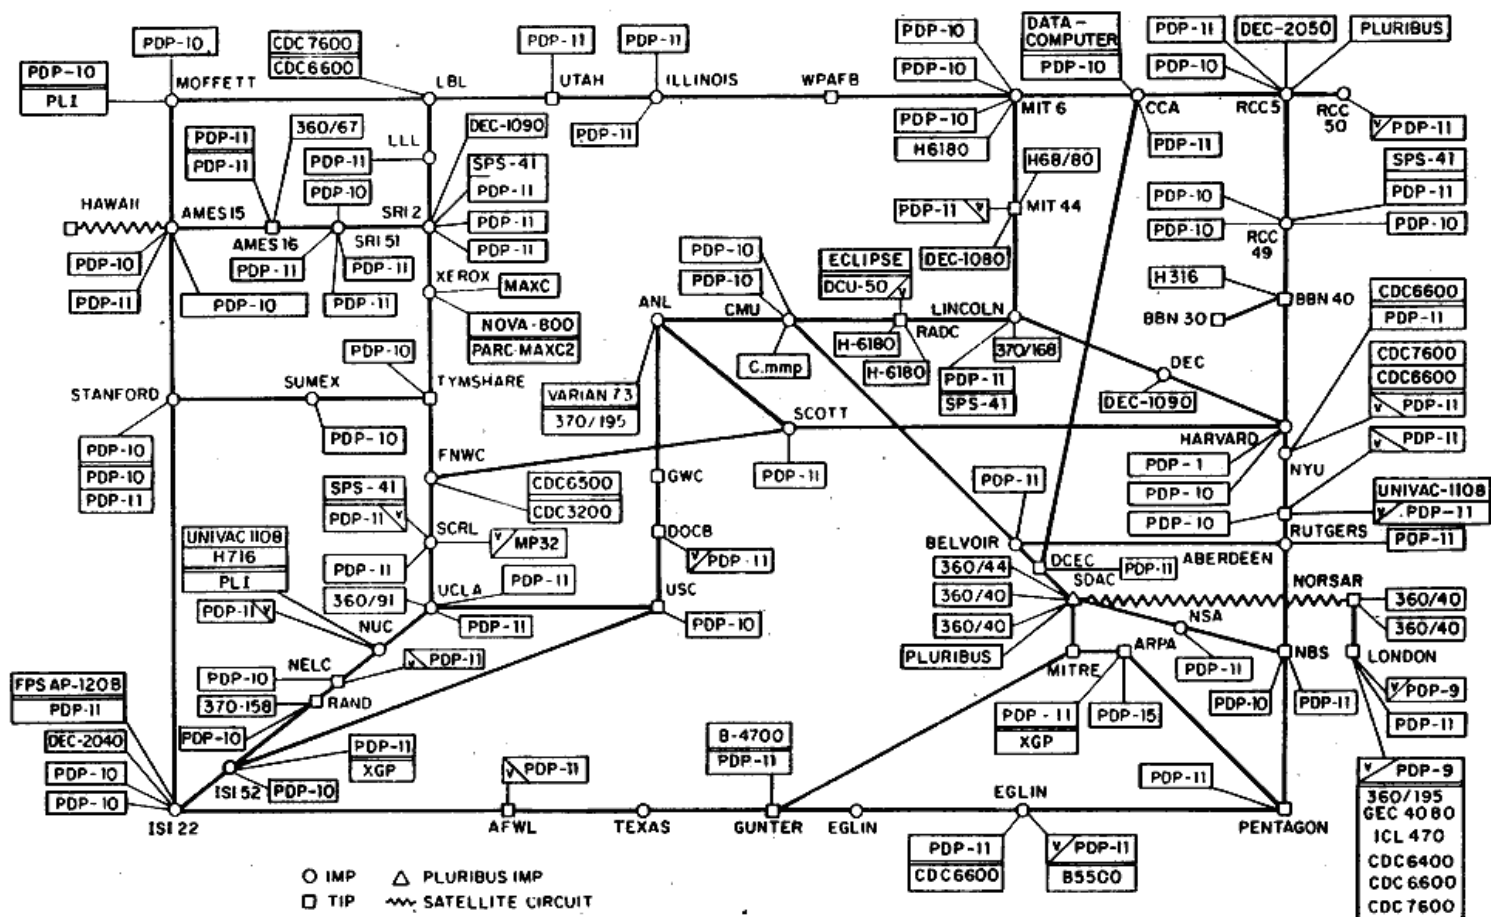 PDP-10
CDC7600
CDC6600
PDP-11
PDP-11
PDP-10
DATA-
COMPUTER
PDP-10
PDP-11
DEC-2050
PLURIBUS
PDP-10
PLI
MOFFETT
LBL
UTAH
ILLINOIS
WPAFB
PDP-10
PDP-10
MIT 6
CCA
PDP-10
RCC5
RCC
50
PDP-11
H6180
PDP-11
PDP-11
V PDP-11
PDP-11
PDP-11
360/67
LLL
PDP-11
DEC-1090
SPS-41
PDP-11
H68/80
SPS-41
PDP-11
PDP-10
HAWAII
AMES15
AMES16
PDP-10
SRI 51
SRI 2
PDP-11
PDP-11
PDP-11 V
MIT 44
PDP-10
PDP-10
RCC
49
PDP-10
PDP-11
PDP-10
PDP-11
PDP-11
PDP-11
XEROX
MAXC
PDP-10
PDP-10
ECLIPSE
DCU-50
V
DEC-1080
H316
BBN 40
BBN 30
CDC6600
PDP-11
NOVA-800
PARC-MAXC2
ANL
CMU
RADC
LINCOLN
PDP-10
TYMSHARE
C.mmp
H-6180
H-6180
370/168
PDP-11
SPS-41
DEC
DEC-1090
CDC7600
CDC6600
V PDP-11
STANFORD
SUMEX
PDP-10
VARIAN 73
370/195
SCOTT
PDP-11
HARVARD
NYU
V PDP-11
PDP-10
PDP-10
PDP-11
FNWC
CDC6500
CDC3200
GWC
PDP-1
PDP-10
PDP-10
RUTGERS
UNIVAC-1108
V PDP-11
PDP-11
SPS-41
PDP-11 V
SCRL
V MP32
DOCB
V PDP-11
PDP-11
BELVOIR
DCEC
PDP-11
ABERDEEN
UNIVAC 1108
H716
PLI
PDP-11 V
PDP-11
360/91
UCLA
PDP-11
PDP-11
USC
PDP-10
360/44
360/40
360/40
PLURIBUS
SDAC
NSA
PDP-11
NORSAR
360/40
360/40
NUC
NELC
PDP-10
V PDP-11
MITRE
ARPA
PDP-11
XGP
PDP-15
NBS
PDP-10
PDP-11
LONDON
V PDP-9
PDP-11
FPS AP-120B
PDP-11
DEC-2040
PDP-10
PDP-10
370-158
RAND
PDP-10
PDP-11
XGP
ISI 52
PDP-10
V PDP-11
B-4700
PDP-11
PDP-11
V PDP-9
360/195
GEC 4080
ICL 470
CDC6400
CDC6600
CDC7600
ISI 22
AFWL
TEXAS
GUNTER
EGLIN
EGLIN
PENTAGON
PDP-11
CDC6600
V PDP-11
B5500
IMP
PLURIBUS IMP
TIP
SATELLITE CIRCUIT